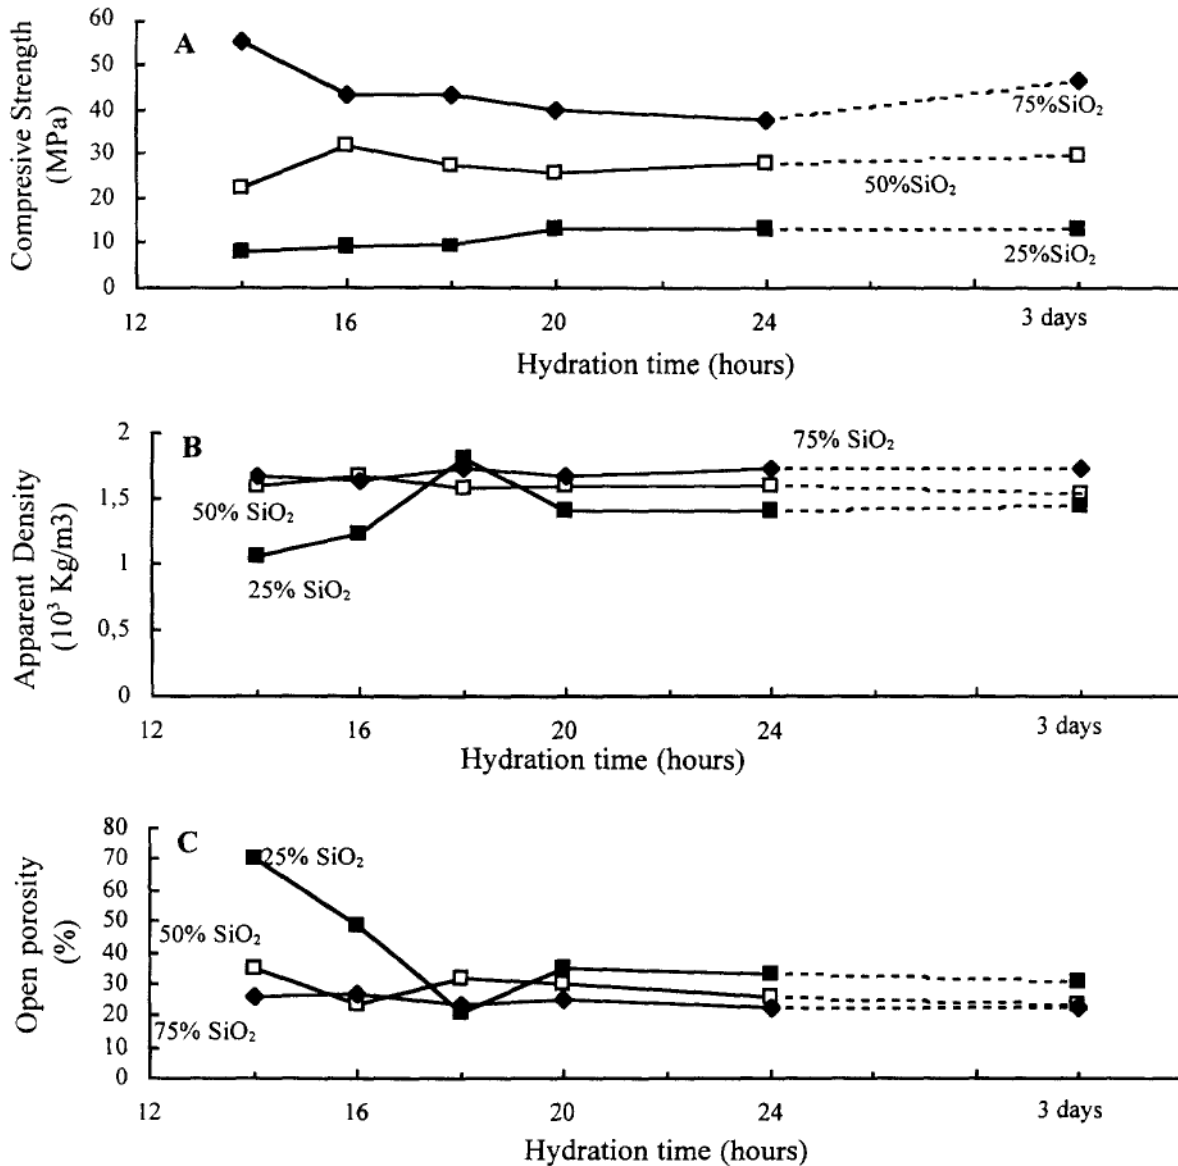 A
Compresive Strength
(MPa)
60
50
40
30
20
10
0
75%SiO₂
50%SiO₂
25%SiO₂
12
16
20
24
3 days
Hydration time (hours)
B
Apparent Density
(10³ Kg/m3)
2
1.5
1
0,5
0
75% SiO₂
50% SiO₂
25% SiO₂
12
16
20
24
3 days
Hydration time (hours)
C
Open porosity
(%)
80
70
60
50
40
30
20
10
0
25% SiO₂
50% SiO₂
75% SiO₂
12
16
20
24
3 days
Hydration time (hours)